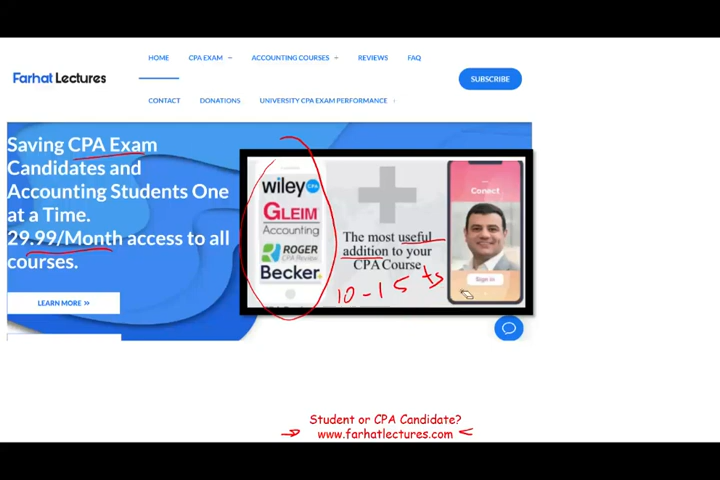 HOME CPA EXAM ACCOUNTING COURSES + REVIEWS FAQ
Farhat Lectures
SUBSCRIBE
CONTACT DONATIONS UNIVERSITY CPA EXAM PERFORMANCE
Saving CPA Exam
Candidates and
Accounting Students One
at a Time.
29.99/Month access to all
courses.
LEARN MORE >>
wiley CPA
GLEIM
Accounting
ROGER
CPA Review
Becker.
The most useful
addition to your
CPA Course
10-15
Conect
Sign in
Student or CPA Candidate?
www.farhatlectures.com